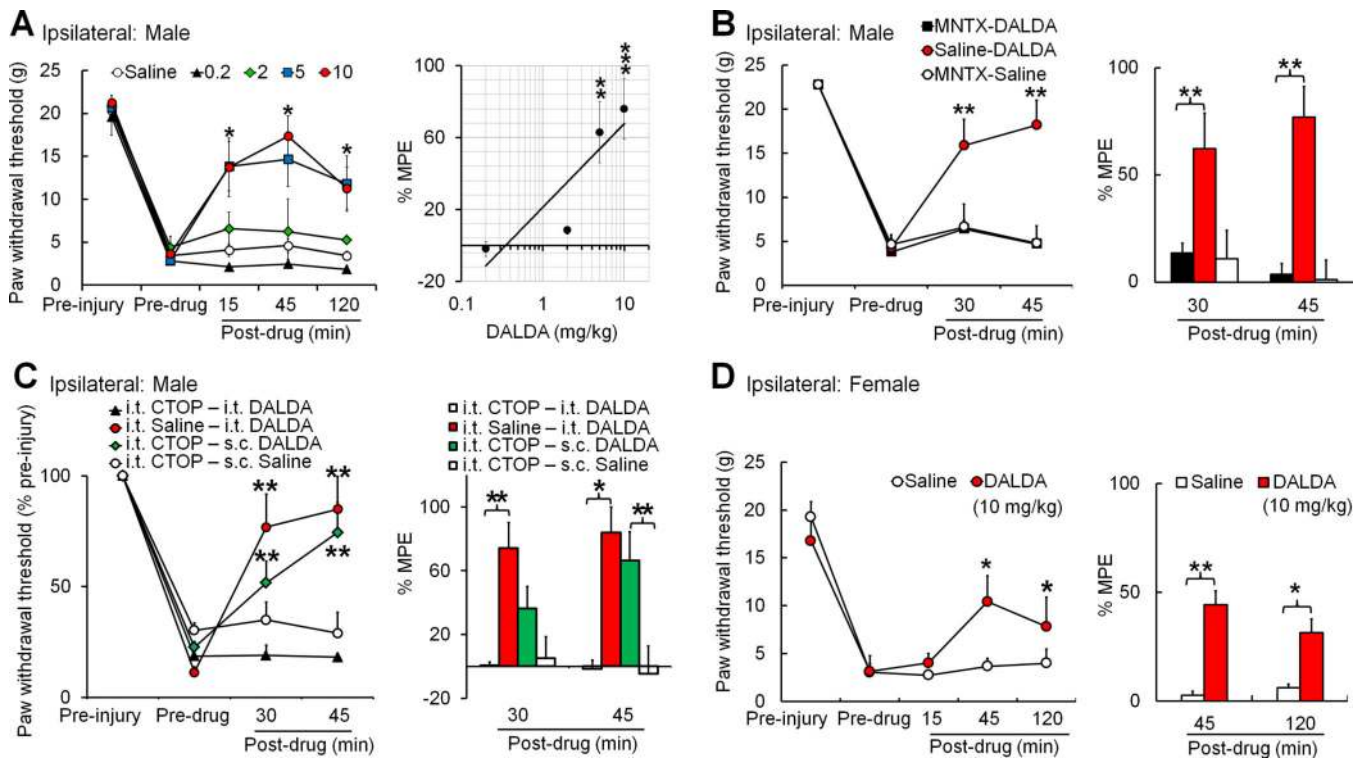 A Ipsilateral: Male
Saline 0.2 2 5 10
Paw withdrawal threshold (g)
25
20
15
10
5
0
* * *
Pre-injury Pre-drug 15 45 120
Post-drug (min)
% MPE
100
60
20
-20
** ***
0.1 1 10
DALDA (mg/kg)
B Ipsilateral: Male
MNTX-DALDA
Saline-DALDA
MNTX-Saline
Paw withdrawal threshold (g)
25
20
15
10
5
0
** **
Pre-injury Pre-drug 30 45
Post-drug (min)
% MPE
100
50
0
** **
30 45
Post-drug (min)
C Ipsilateral: Male
i.t. CTOP – i.t. DALDA
i.t. Saline – i.t. DALDA
i.t. CTOP – s.c. DALDA
i.t. CTOP – s.c. Saline
Paw withdrawal threshold (% pre-injury)
100
50
0
** **
** **
Pre-injury Pre-drug 30 45
Post-drug (min)
i.t. CTOP – i.t. DALDA
i.t. Saline – i.t. DALDA
i.t. CTOP – s.c. DALDA
i.t. CTOP – s.c. Saline
% MPE
100
60
20
-20
** * **
30 45
Post-drug (min)
D Ipsilateral: Female
Saline DALDA
(10 mg/kg)
Paw withdrawal threshold (g)
25
20
15
10
5
0
* *
Pre-injury Pre-drug 15 45 120
Post-drug (min)
Saline DALDA
(10 mg/kg)
% MPE
100
50
0
** *
45 120
Post-drug (min)